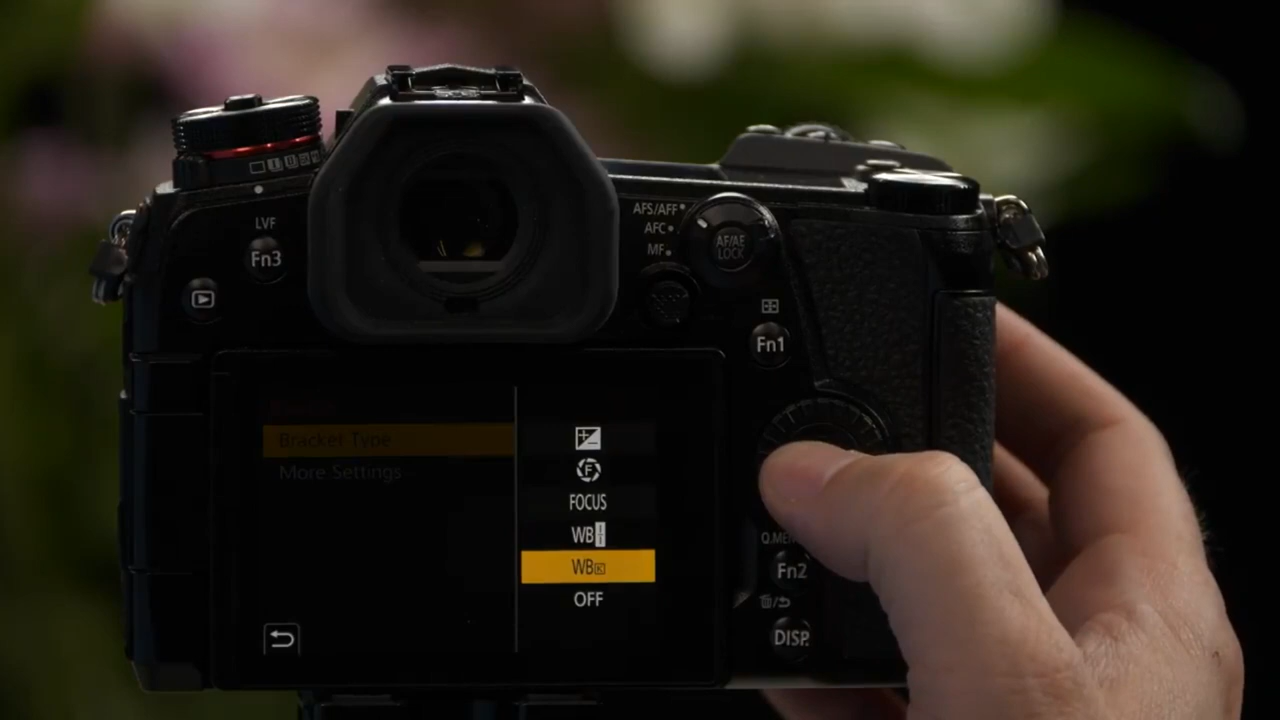 LVF
Fn3
AFS/AFF
AFC
MF
AF/AE
LOCK
Fn1
Bracket Type
More Settings
F
FOCUS
WB
WB K
OFF
Fn2
DISP.